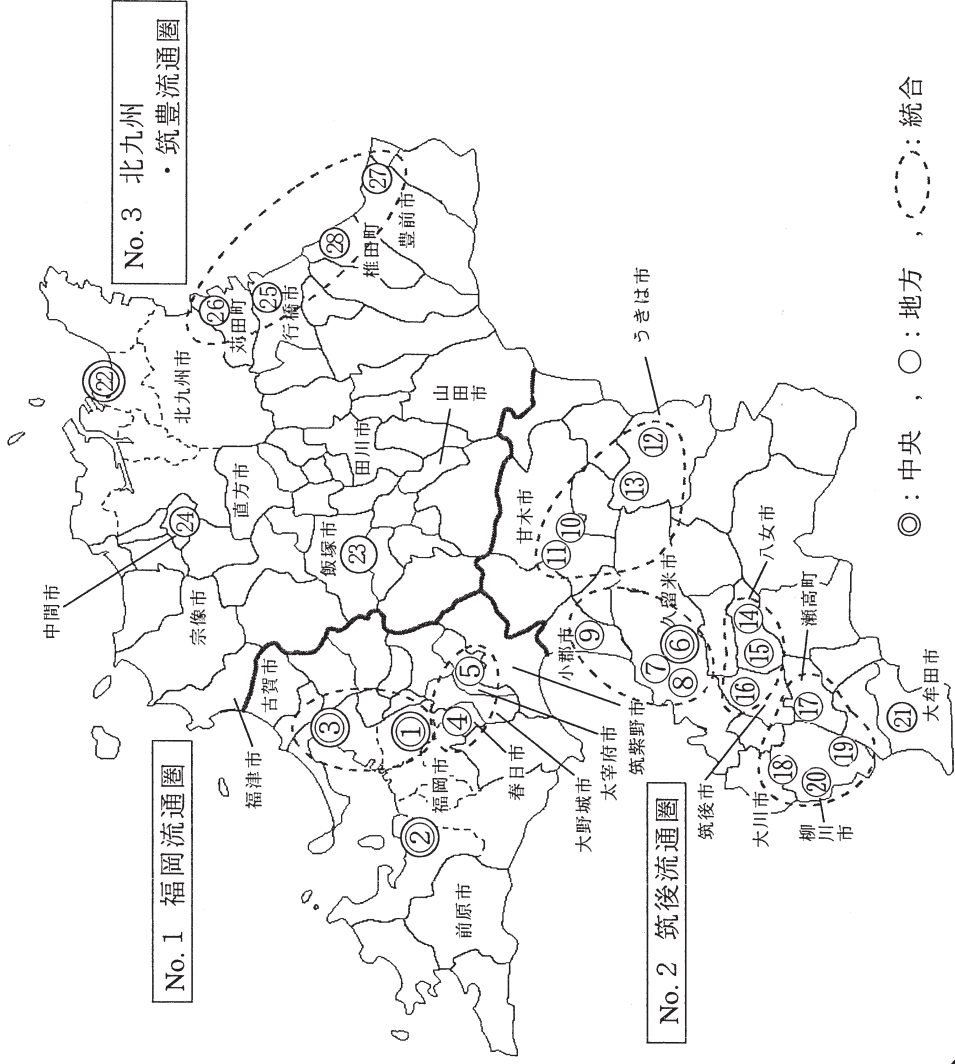 No. 3 北九州
・筑豊流通圏
No. 1 福岡流通圏
No. 2 筑後流通圏
◎：中央 ，○：地方 ，：統合
中間市
宗像市
直方市
北九州市
苅田町
行橋市
椎田町
豊前市
田川市
山田市
飯塚市
福津市
古賀市
福岡市
春日市
大野城市
太宰府市
筑紫野市
前原市
甘木市
うきは市
小郡市
久留米市
八女市
瀬高町
筑後市
大川市
柳川市
大牟田市
①
②
③
④
⑤
⑥
⑦
⑧
⑨
⑩
⑪
⑫
⑬
⑭
⑮
⑯
⑰
⑱
⑲
⑳
㉑
㉒
㉓
㉔
㉕
㉖
㉗
㉘